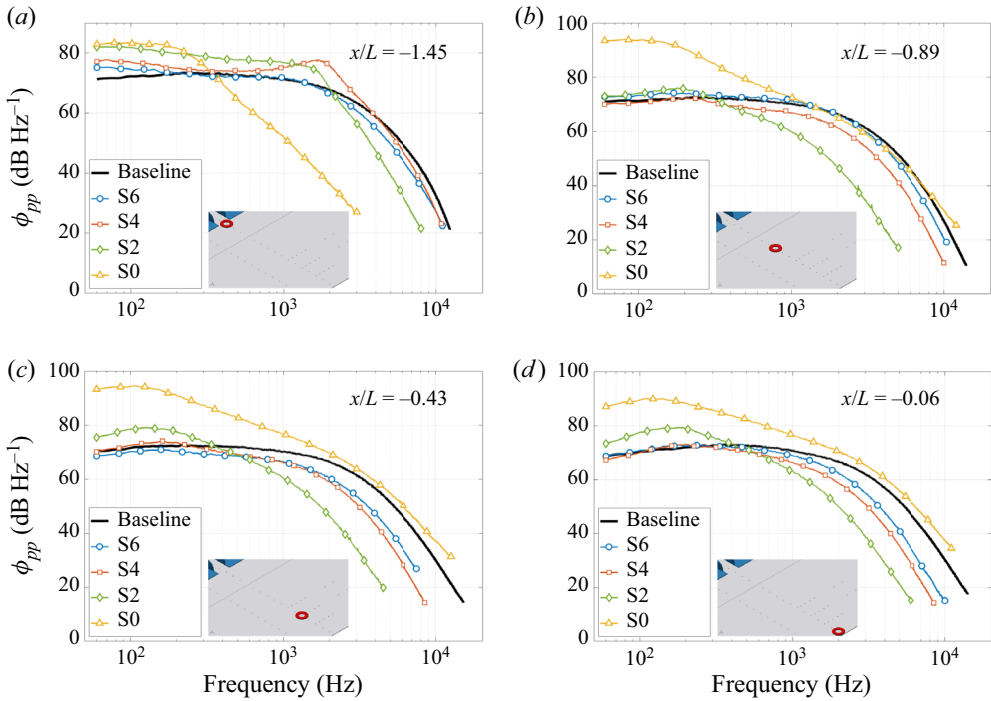 (a)
80
60
40
20
0
ϕpp (dB Hz–1)
x/L = –1.45
Baseline
S6
S4
S2
S0
10²
10³
10⁴
(b)
100
80
60
40
20
0
x/L = –0.89
Baseline
S6
S4
S2
S0
10²
10³
10⁴
(c)
100
80
60
40
20
0
ϕpp (dB Hz–1)
x/L = –0.43
Baseline
S6
S4
S2
S0
10²
10³
10⁴
Frequency (Hz)
(d)
100
80
60
40
20
0
x/L = –0.06
Baseline
S6
S4
S2
S0
10²
10³
10⁴
Frequency (Hz)